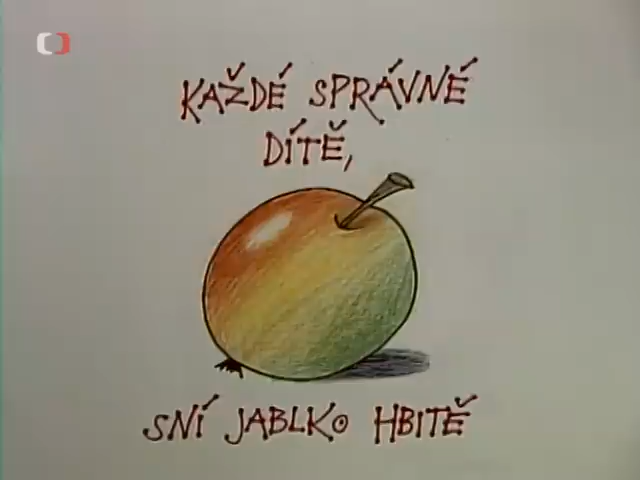 KAŽDÉ SPRÁVNÉ
DÍTĚ,
SNÍ JABLKO HBITĚ